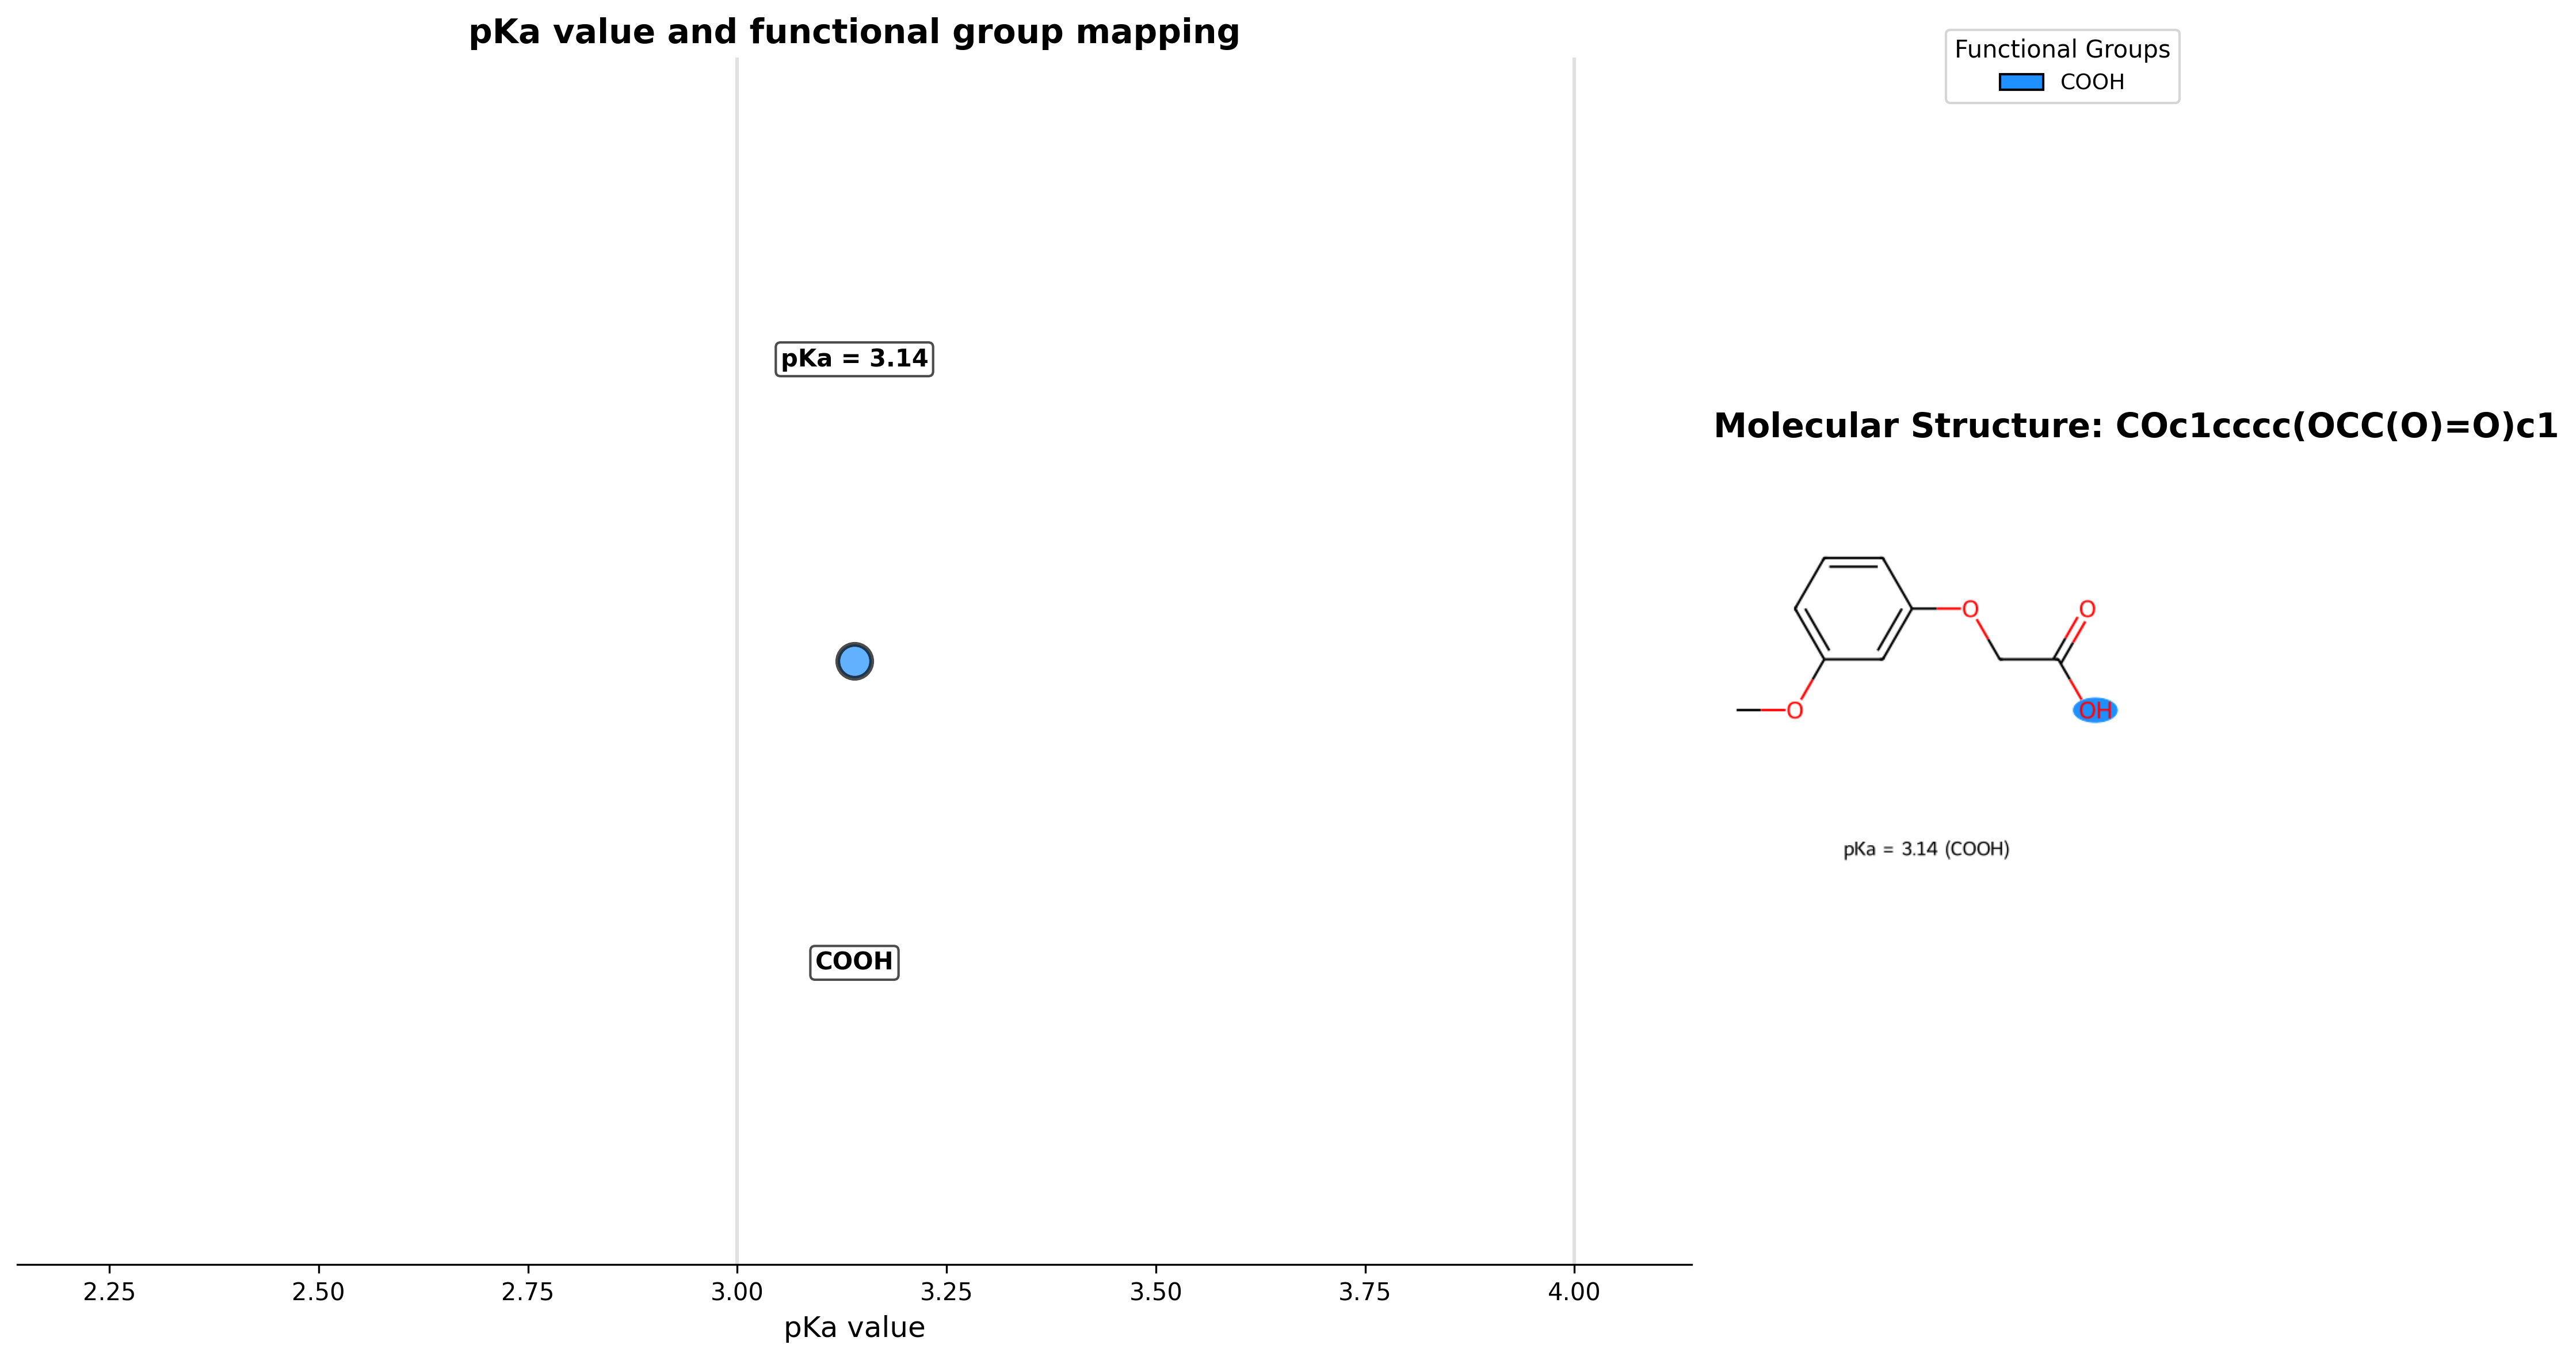 pKa value and functional group mapping
Functional Groups
COOH
pKa = 3.14
COOH
2.25 2.50 2.75 3.00 3.25 3.50 3.75 4.00
pKa value
Molecular Structure: COc1cccc(OCC(O)=O)c1
O O
O OH
pKa = 3.14 (COOH)